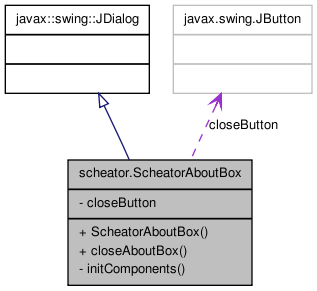 javax::swing::JDialog
javax.swing.JButton
closeButton
scheator.ScheatorAboutBox
- closeButton
+ ScheatorAboutBox()
+ closeAboutBox()
- initComponents()